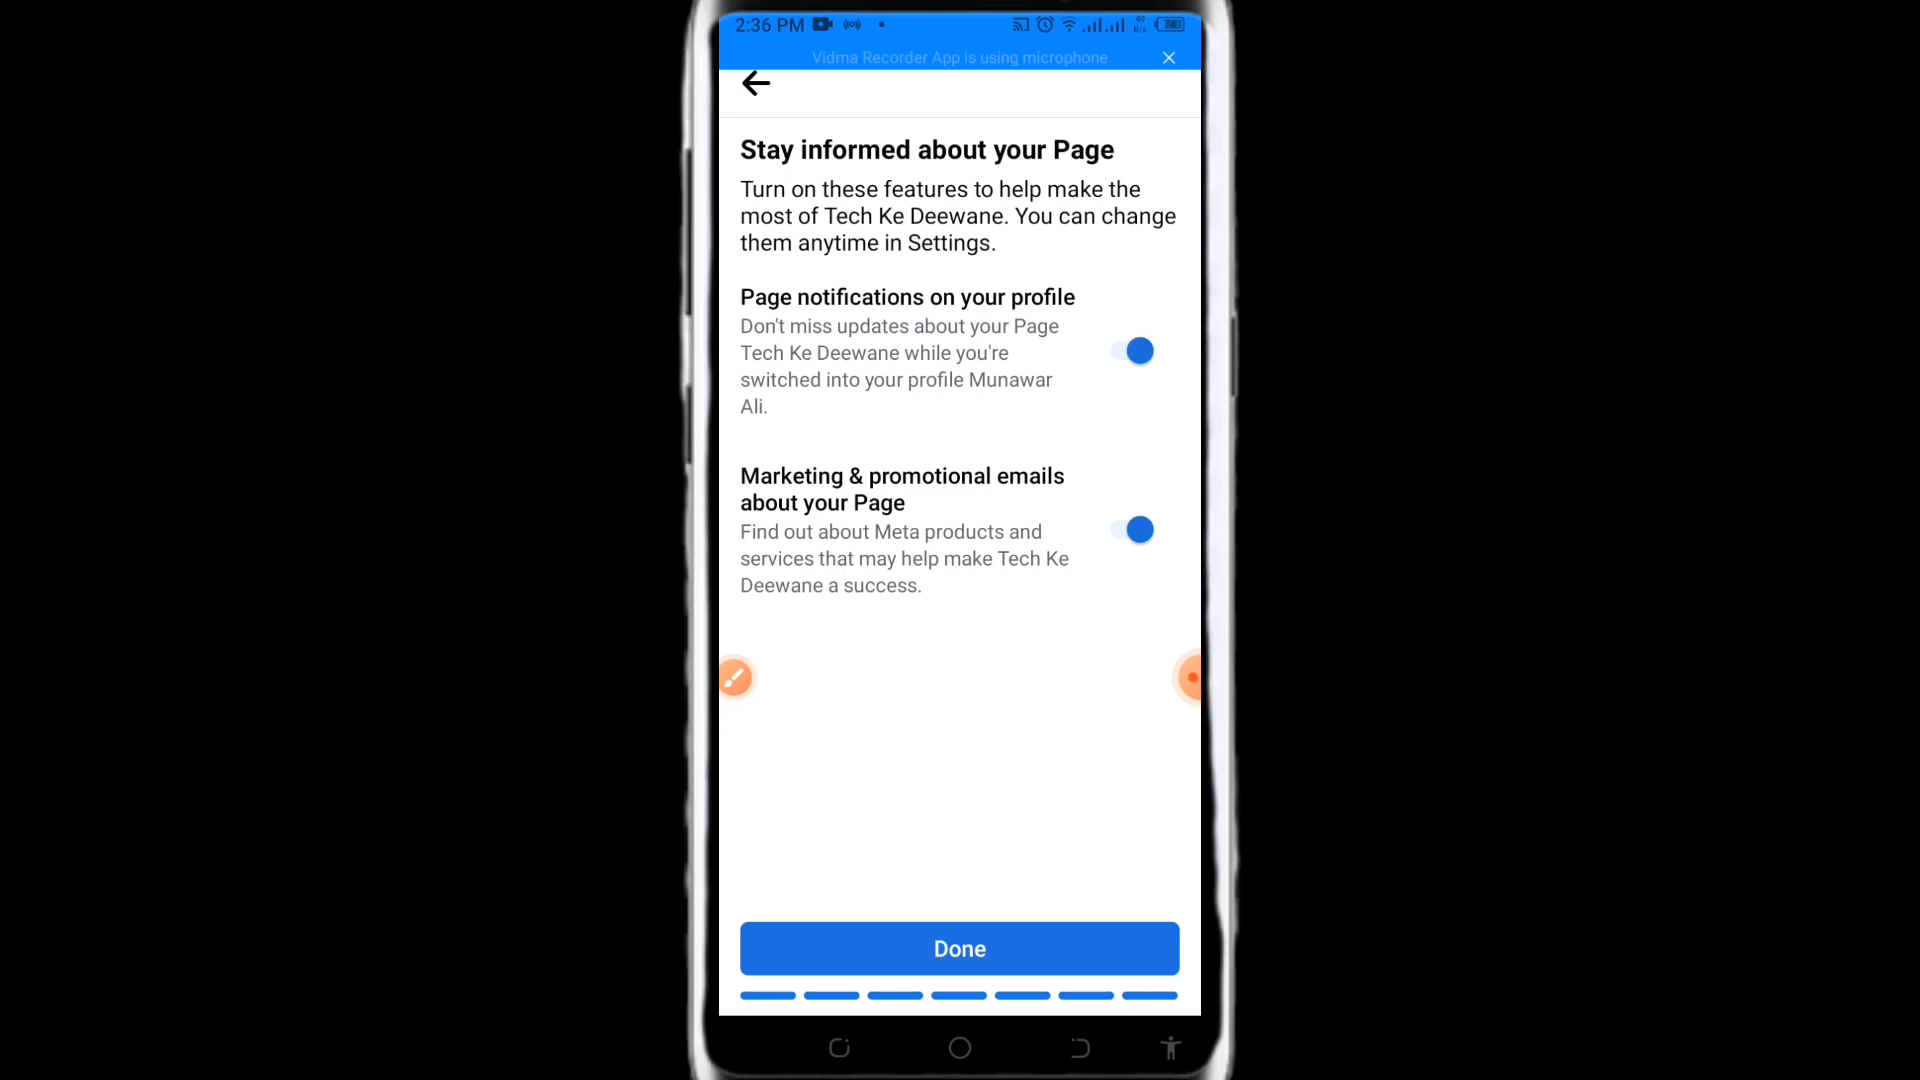 2:36 PM
49
B/s
Vidma Recorder App is using microphone
Stay informed about your Page
Turn on these features to help make the
most of Tech Ke Deewane. You can change
them anytime in Settings.
Page notifications on your profile
Don't miss updates about your Page
Tech Ke Deewane while you're
switched into your profile Munawar
Ali.
Marketing & promotional emails
about your Page
Find out about Meta products and
services that may help make Tech Ke
Deewane a success.
Done